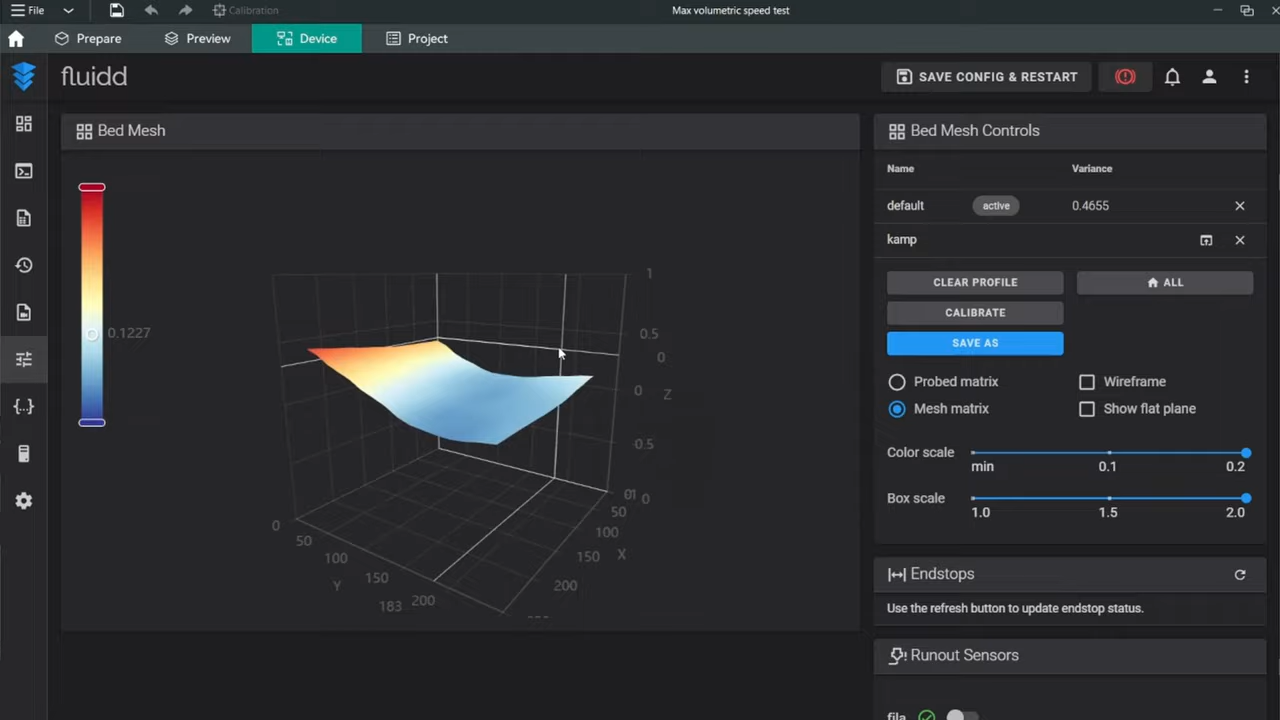 File
Calibration
Max volumetric speed test
Prepare
Preview
Device
Project
fluidd
SAVE CONFIG & RESTART
Bed Mesh
0.1227
1
0.5
0
0
Z
-0.5
01 0
50
100
X
150
200
0
50
100
Y
150
183 200
Bed Mesh Controls
Name Variance
default active 0.4655
kamp
CLEAR PROFILE
ALL
CALIBRATE
SAVE AS
Probed matrix
Wireframe
Mesh matrix
Show flat plane
Color scale
min 0.1 0.2
Box scale
1.0 1.5 2.0
Endstops
Use the refresh button to update endstop status.
Runout Sensors
fila